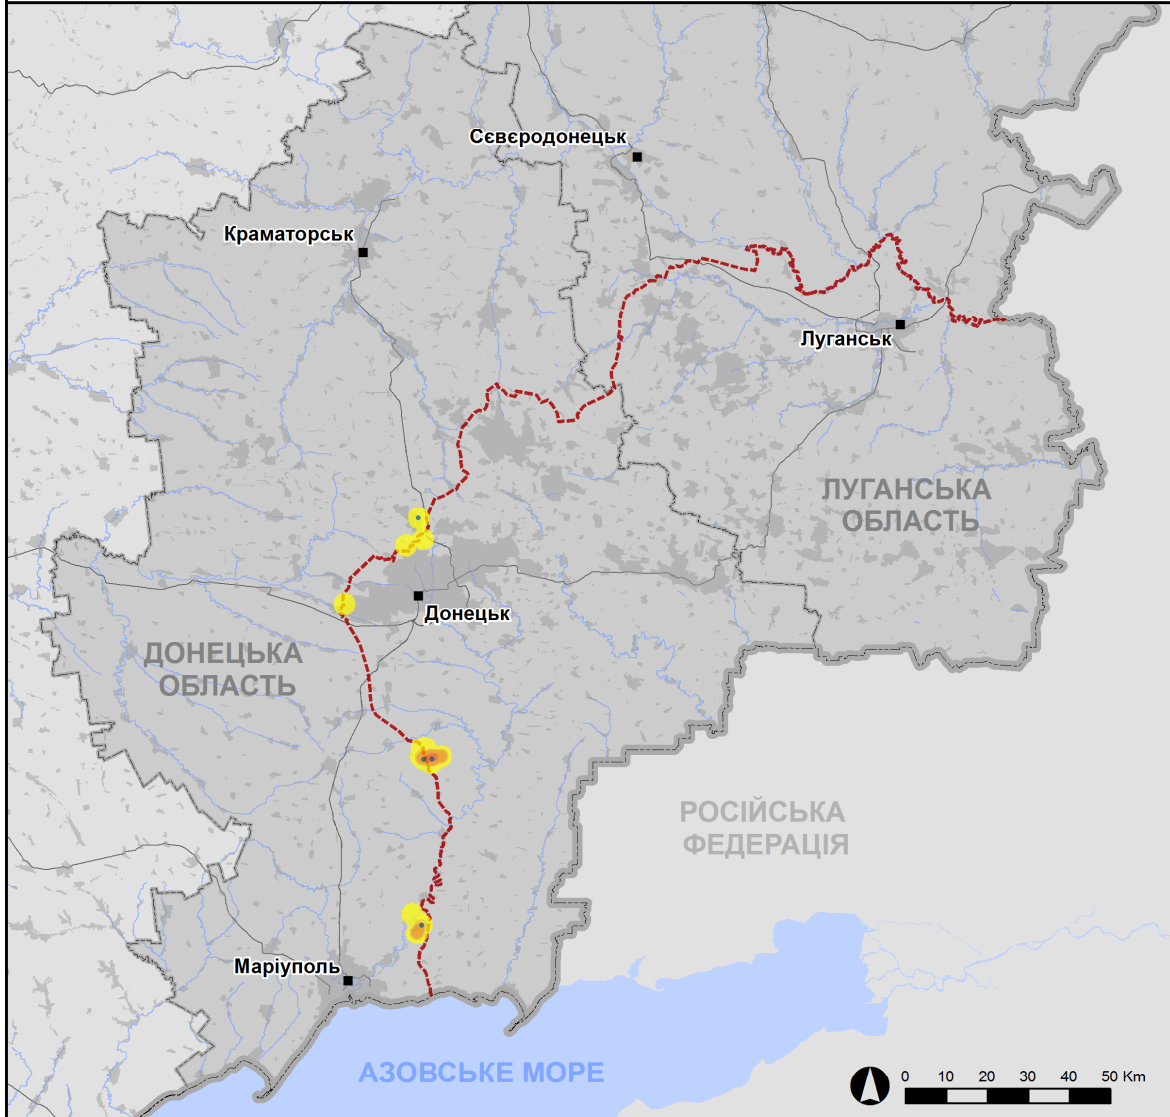 Сєвєродонецьк
Краматорськ
Луганськ
ЛУГАНСЬКА
ОБЛАСТЬ
Донецьк
ДОНЕЦЬКА
ОБЛАСТЬ
РОСІЙСЬКА
ФЕДЕРАЦІЯ
Маріуполь
АЗОВСЬКЕ МОРЕ
0 10 20 30 40 50 Km